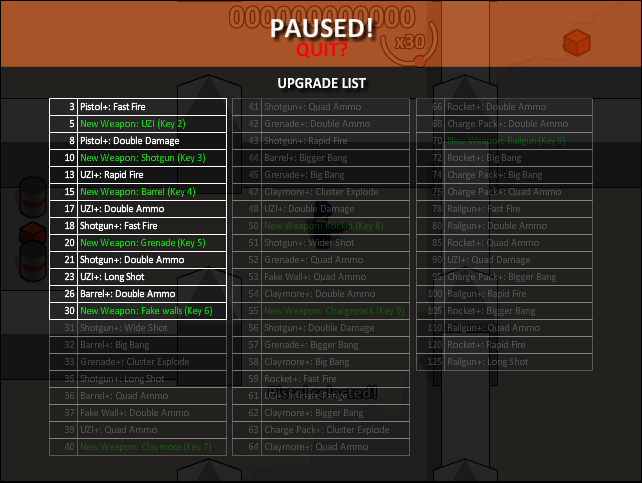 000000000000
PAUSED!
QUIT?
x30
UPGRADE LIST
3 Pistol+: Fast Fire
5 New Weapon: UZI (Key 2)
8 Pistol+: Double Damage
10 New Weapon: Shotgun (Key 3)
13 UZI+: Rapid Fire
15 New Weapon: Barrel (Key 4)
17 UZI+: Double Ammo
18 Shotgun+: Fast Fire
20 New Weapon: Grenade (Key 5)
21 Shotgun+: Double Ammo
23 UZI+: Long Shot
26 Barrel+: Double Ammo
30 New Weapon: Fake walls (Key 6)
31 Shotgun+: Wide Shot
32 Barrel+: Big Bang
33 Grenade+: Cluster Explode
35 Shotgun+: Long Shot
36 Barrel+: Quad Ammo
37 Fake Wall+: Double Ammo
39 UZI+: Quad Ammo
40 New Weapon: Claymore (Key 7)
41 Shotgun+: Quad Ammo
42 Grenade+: Double Ammo
43 Shotgun+: Rapid Fire
44 Barrel+: Bigger Bang
45 Grenade+: Big Bang
47 Claymore+: Cluster Explode
48 UZI+: Double Damage
50 New Weapon: Rocket (Key 8)
51 Shotgun+: Wider Shot
52 Grenade+: Quad Ammo
53 Fake Wall+: Quad Ammo
54 Claymore+: Double Ammo
55 New Weapon: Chargepack (Key 9)
56 Shotgun+: Double Damage
57 Grenade+: Bigger Bang
58 Claymore+: Big Bang
59 Rocket+: Fast Fire
61 UZI+: Infinate Range
62 Claymore+: Bigger Bang
63 Charge Pack+: Cluster Explode
64 Claymore+: Quad Ammo
66 Rocket+: Double Ammo
68 Charge Pack+: Double Ammo
70 New Weapon: Railgun (Key 0)
72 Rocket+: Big Bang
74 Charge Pack+: Big Bang
76 Charge Pack+: Quad Ammo
78 Railgun+: Fast Fire
80 Railgun+: Double Ammo
85 Rocket+: Quad Ammo
90 UZI+: Quad Damage
95 Charge Pack+: Bigger Bang
100 Railgun+: Rapid Fire
105 Rocket+: Bigger Bang
110 Railgun+: Quad Ammo
120 Rocket+: Rapid Fire
125 Railgun+: Long Shot
Pistol selected!